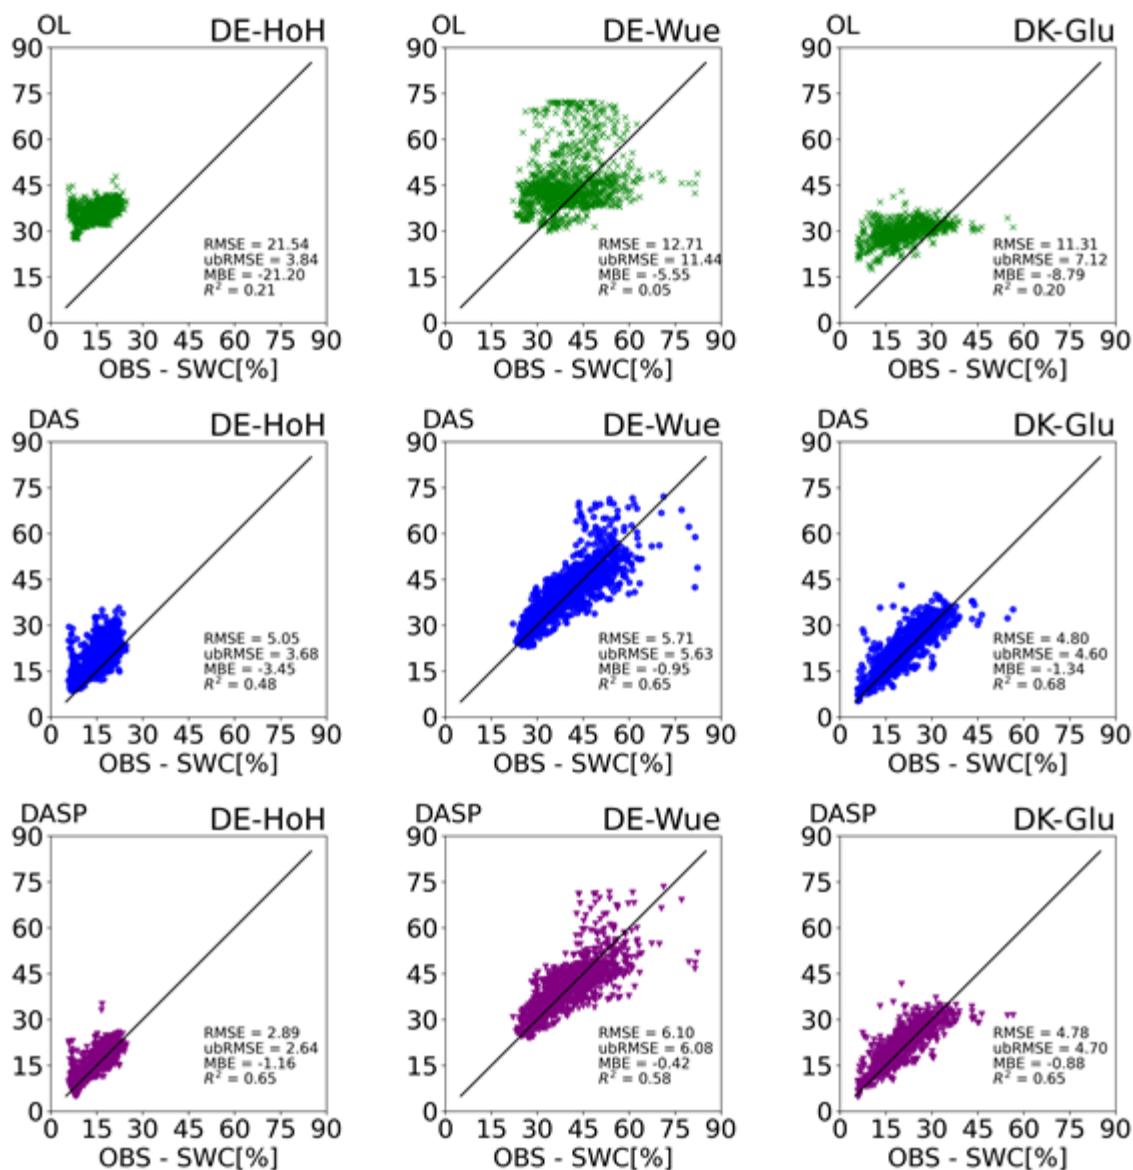 OL DE-HoH
90
75
60
45
30
15
0
RMSE = 21.54
ubRMSE = 3.84
MBE = -21.20
R² = 0.21
0 15 30 45 60 75 90
OBS - SWC[%]
OL DE-Wue
90
75
60
45
30
15
0
RMSE = 12.71
ubRMSE = 11.44
MBE = -5.55
R² = 0.05
0 15 30 45 60 75 90
OBS - SWC[%]
OL DK-Glu
90
75
60
45
30
15
0
RMSE = 11.31
ubRMSE = 7.12
MBE = -8.79
R² = 0.20
0 15 30 45 60 75 90
OBS - SWC[%]
DAS DE-HoH
90
75
60
45
30
15
0
RMSE = 5.05
ubRMSE = 3.68
MBE = -3.45
R² = 0.48
0 15 30 45 60 75 90
OBS - SWC[%]
DAS DE-Wue
90
75
60
45
30
15
0
RMSE = 5.71
ubRMSE = 5.63
MBE = -0.95
R² = 0.65
0 15 30 45 60 75 90
OBS - SWC[%]
DAS DK-Glu
90
75
60
45
30
15
0
RMSE = 4.80
ubRMSE = 4.60
MBE = -1.34
R² = 0.68
0 15 30 45 60 75 90
OBS - SWC[%]
DASP DE-HoH
90
75
60
45
30
15
0
RMSE = 2.89
ubRMSE = 2.64
MBE = -1.16
R² = 0.65
0 15 30 45 60 75 90
OBS - SWC[%]
DASP DE-Wue
90
75
60
45
30
15
0
RMSE = 6.10
ubRMSE = 6.08
MBE = -0.42
R² = 0.58
0 15 30 45 60 75 90
OBS - SWC[%]
DASP DK-Glu
90
75
60
45
30
15
0
RMSE = 4.78
ubRMSE = 4.70
MBE = -0.88
R² = 0.65
0 15 30 45 60 75 90
OBS - SWC[%]